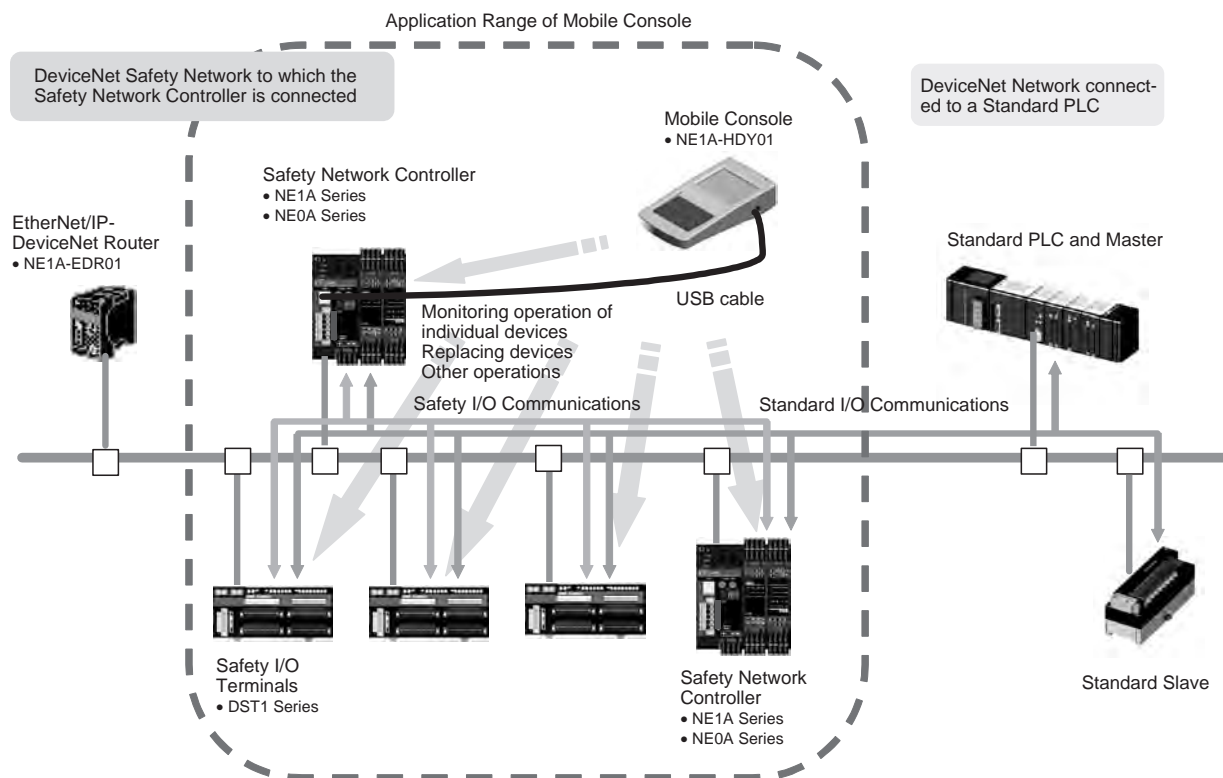 Application Range of Mobile Console
DeviceNet Safety Network to which the
Safety Network Controller is connected
DeviceNet Network connect-
ed to a Standard PLC
Mobile Console
• NE1A-HDY01
Safety Network Controller
• NE1A Series
• NE0A Series
EtherNet/IP-
DeviceNet Router
• NE1A-EDR01
Standard PLC and Master
USB cable
Monitoring operation of
individual devices
Replacing devices
Other operations
Safety I/O Communications
Standard I/O Communications
Safety I/O
Terminals
• DST1 Series
Safety Network
Controller
• NE1A Series
• NE0A Series
Standard Slave